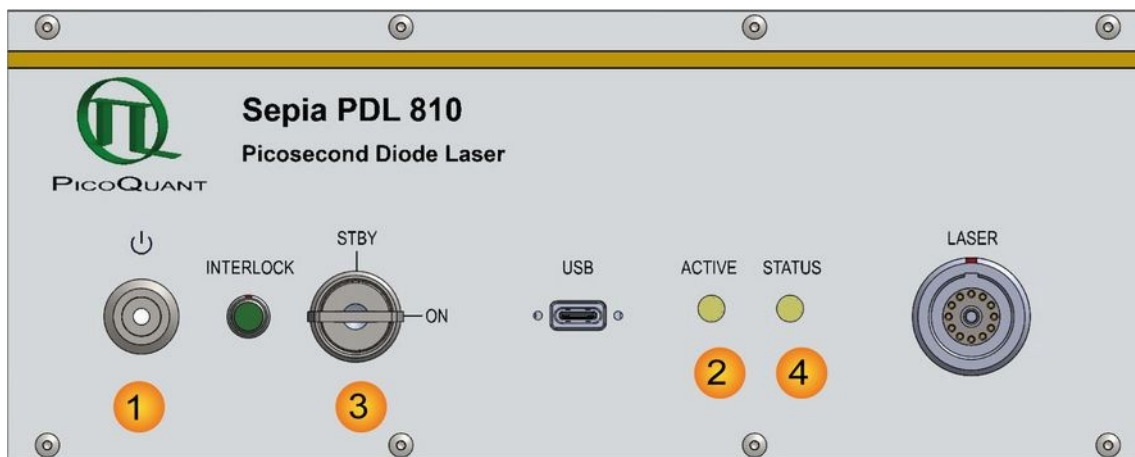 Sepia PDL 810
Picosecond Diode Laser
PICOQUANT
STBY
LASER
INTERLOCK
USB
ACTIVE
STATUS
ON
1
3
2
4